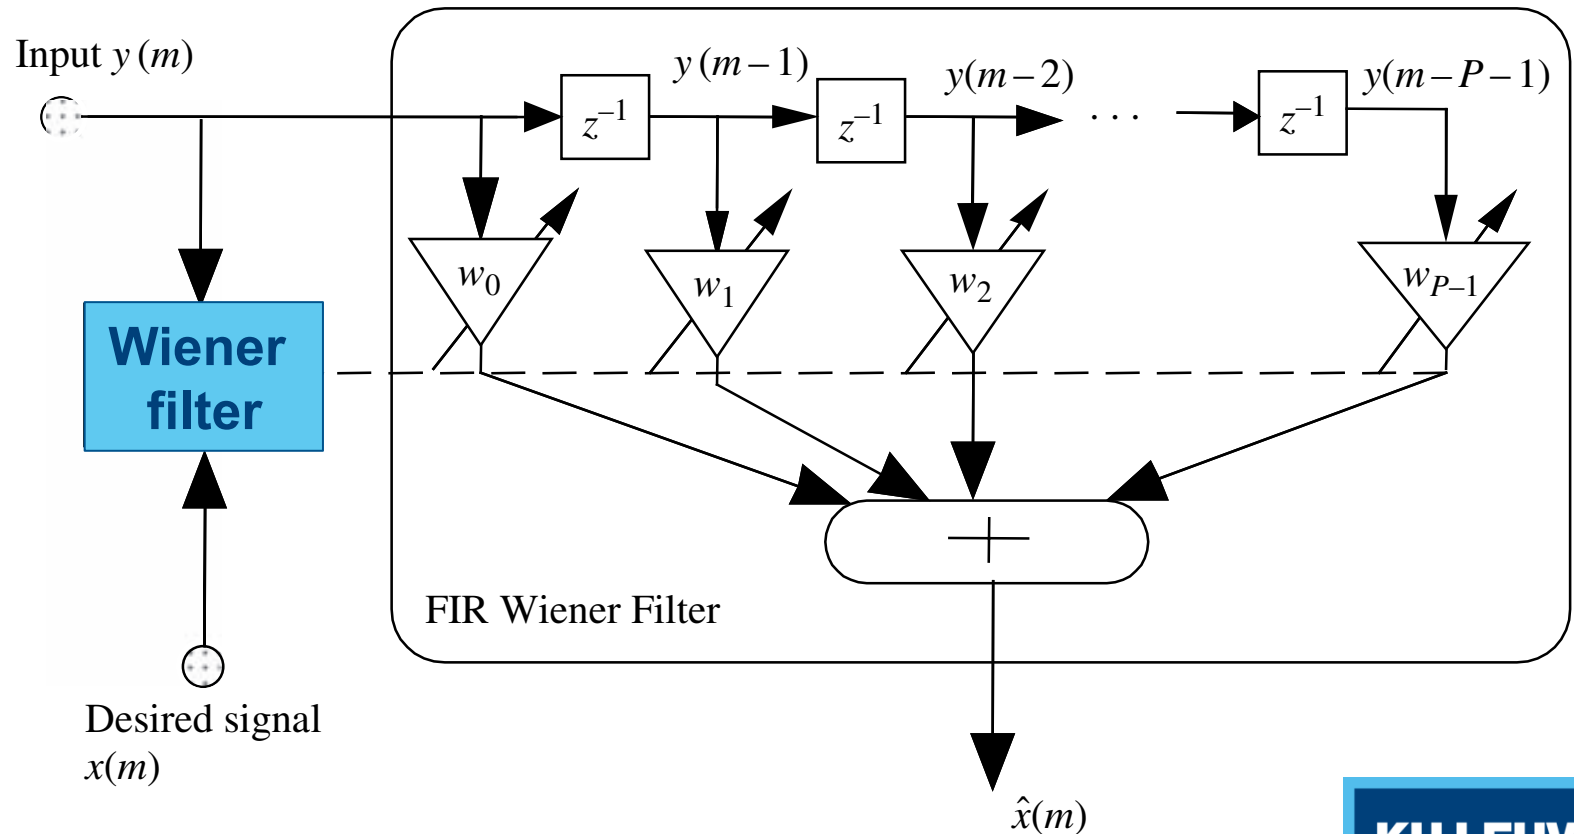 Input y(m)
y(m–1)
y(m–2)
y(m–P–1)
z⁻¹
z⁻¹
. . .
z⁻¹
w₀
w₁
w₂
w_{P–1}
Wiener
filter
+
FIR Wiener Filter
Desired signal
x(m)
x̂(m)